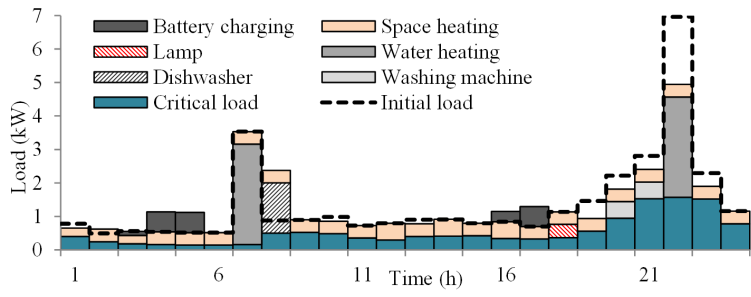 7
6
5
4
3
2
1
0
Load (kW)
Battery charging
Space heating
Lamp
Water heating
Dishwasher
Washing machine
Critical load
Initial load
1
6
11
16
21
Time (h)